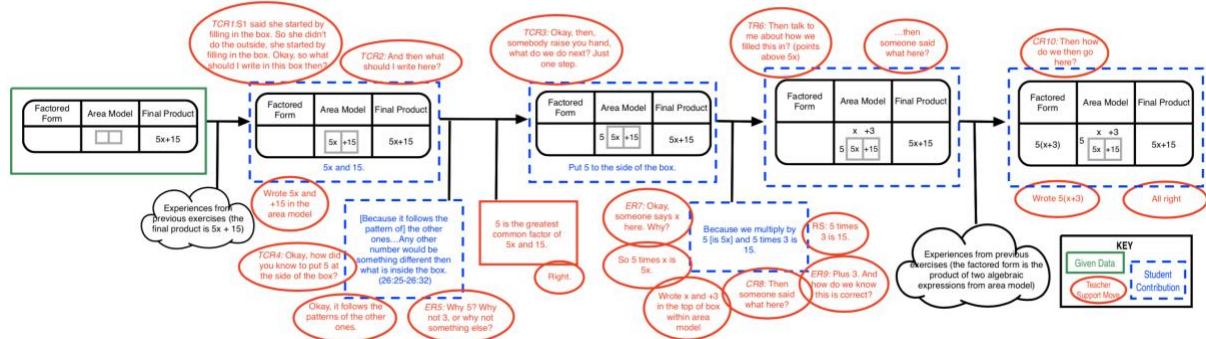 TCR1:S1 said she started by
filling in the box. So she didn't
do the outside, she started by
filling in the box. Okay, so what
should I write in this box then?
TCR2: And then what
should I write here?
TCR3: Okay, then,
somebody raise you hand,
what do we do next? Just
one step.
TR6: Then talk to
me about how we
filled this in? (points
above 5x)
...then
someone said
what here?
CR10: Then how
do we then go
here?
Factored
Form
Area Model
Final Product
5x+15
Factored
Form
Area Model
Final Product
5x +15
5x+15
5x and 15.
Factored
Form
Area Model
Final Product
5 5x +15
5x+15
Put 5 to the side of the box.
Factored
Form
Area Model
Final Product
x +3
5 5x +15
5x+15
Factored
Form
Area Model
Final Product
5(x+3)
x +3
5 5x +15
5x+15
Experiences from
previous exercises (the
final product is 5x + 15)
Wrote 5x and
+15 in the
area model
TCR4: Okay, how did
you know to put 5 at
the side of the box?
Okay, it follows the
patterns of the other
ones.
[Because it follows the
pattern of] the other
ones...Any other
number would be
something different then
what is inside the box.
(26:25-26:32)
ER5: Why 5? Why
not 3, or why not
something else?
5 is the greatest
common factor of
5x and 15.
Right.
ER7: Okay,
someone says x
here. Why?
So 5 times x is
5x.
Wrote x and +3
in the top of box
within area
model
Because we multiply by
5 [is 5x] and 5 times 3 is
15.
CR8: Then
someone said
what here?
RS: 5 times
3 is 15.
ER9: Plus 3. And
how do we know
this is correct?
Experiences from previous
exercises (the factored form is
the product of two algebraic
expressions from area model)
Wrote 5(x+3)
All right
KEY
Given Data
Teacher
Support Move
Student
Contribution